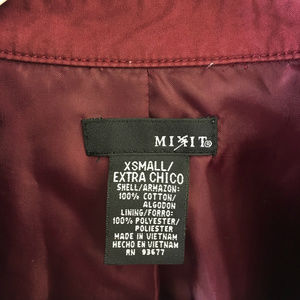 MIXIT®
XSMALL/
EXTRA CHICO
SHELL/ARMAZON:
100% COTTON/
ALGODON
LINING/FORRO:
100% POLYESTER/
POLIESTER
MADE IN VIETNAM
HECHO EN VIETNAM
RN 93677